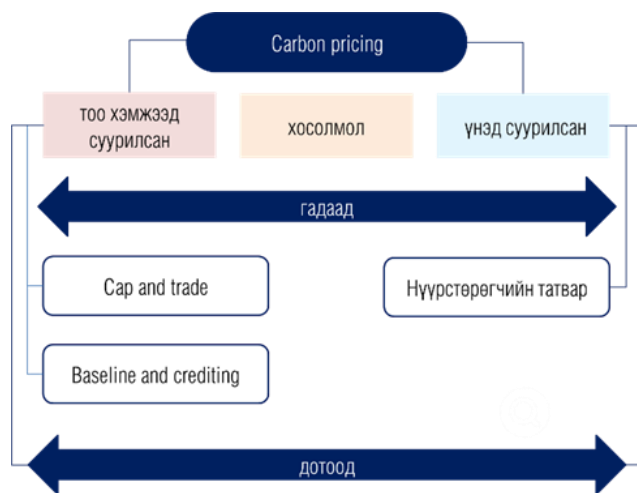 Carbon pricing
тоо хэмжээд
суурилсан
хосолмол
үнэд суурилсан
гадаад
Cap and trade
Нүүрстөрөгчийн татвар
Baseline and crediting
дотоод